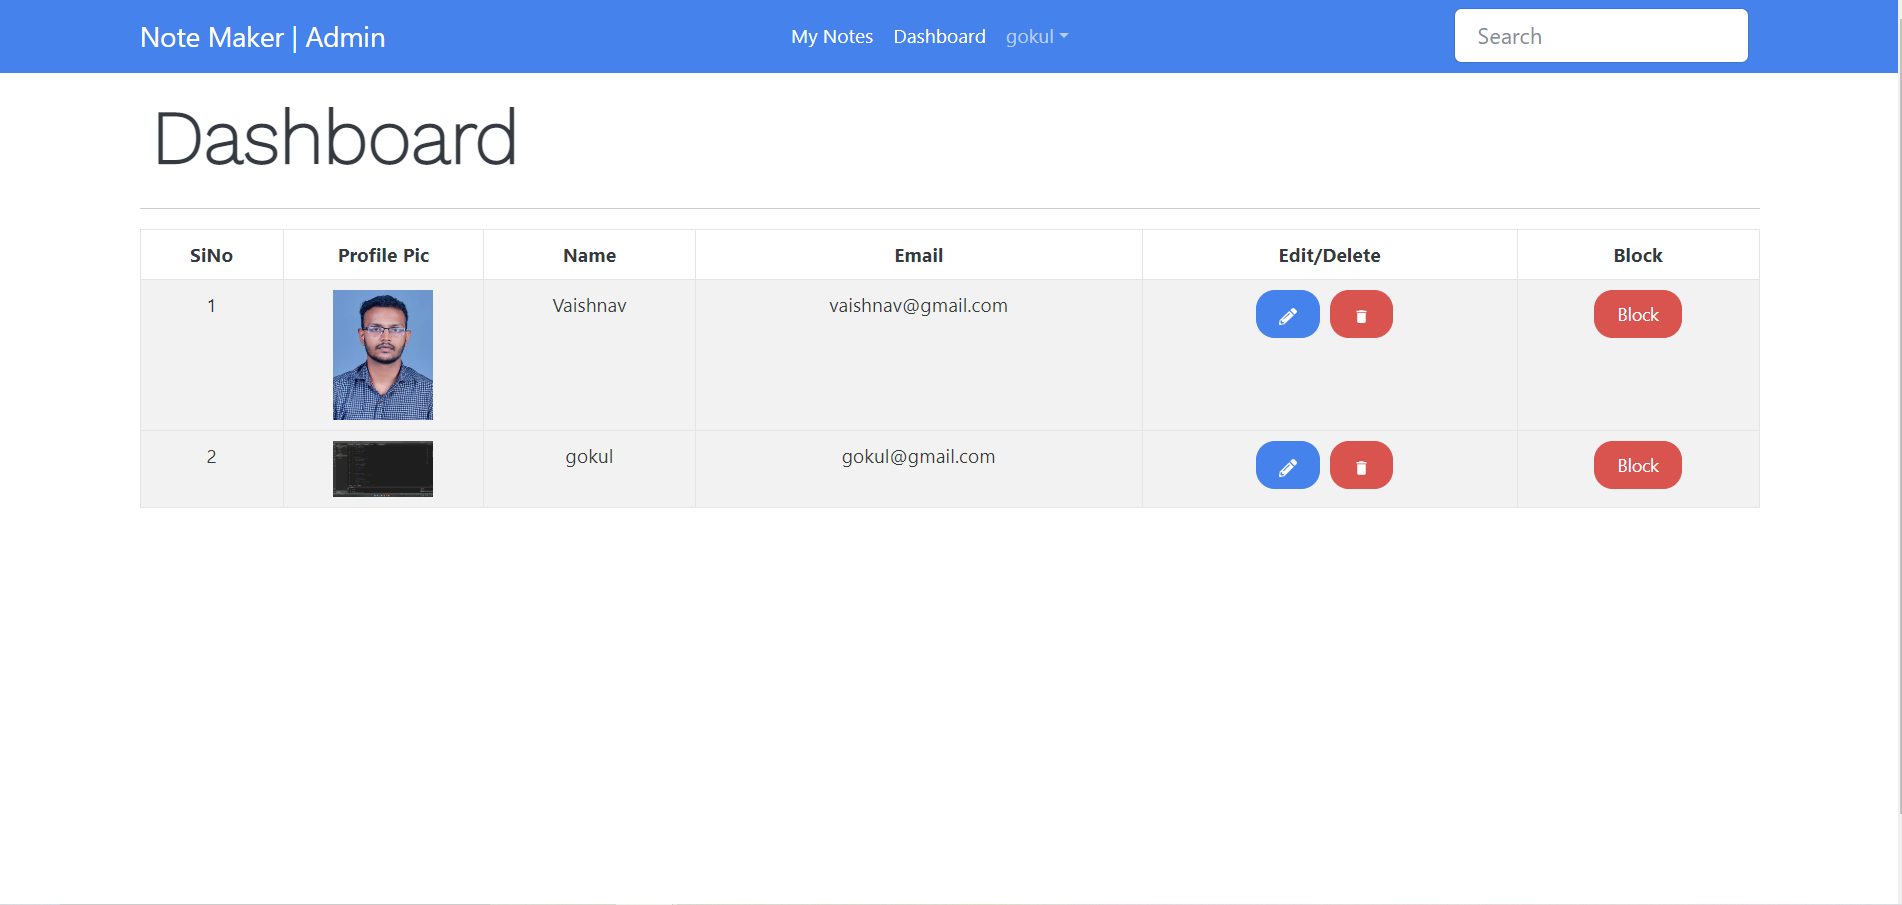 Note Maker | Admin My Notes Dashboard gokul Search
Dashboard
SiNo Profile Pic Name Email Edit/Delete Block
1 Vaishnav vaishnav@gmail.com Block
2 gokul gokul@gmail.com Block